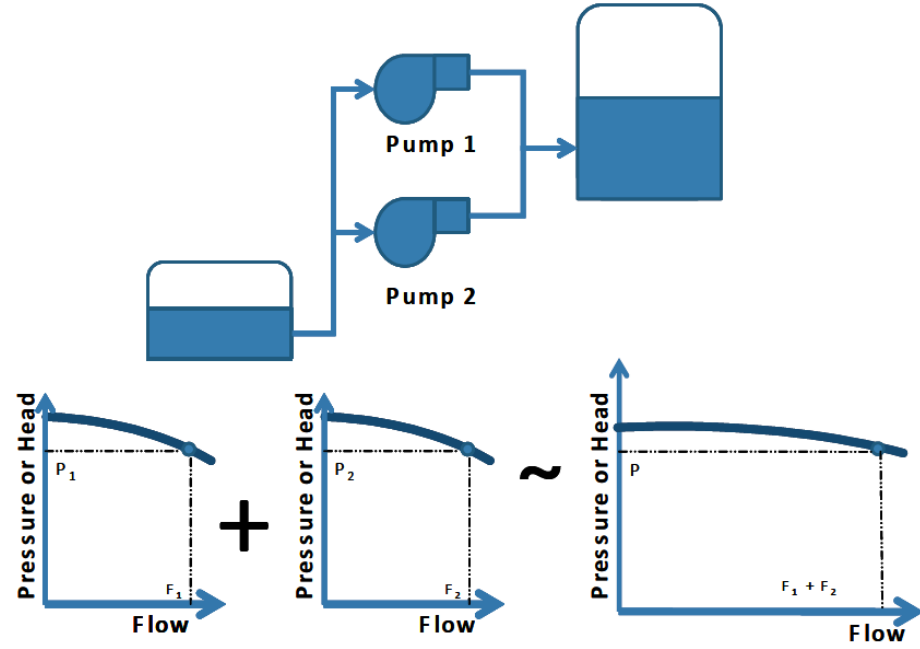 Pump 1
Pump 2
Pressure or Head
P1
F1
Flow
+
Pressure or Head
P2
F2
Flow
~
Pressure or Head
P
F1 + F2
Flow